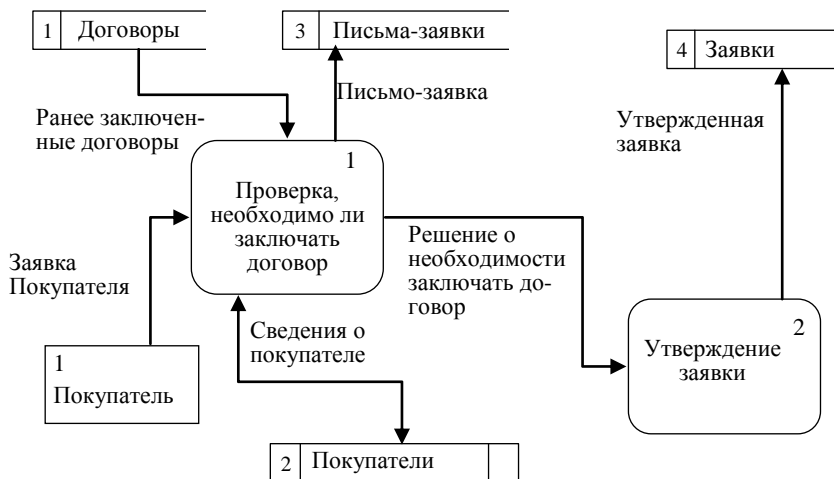 1 Договоры
3 Письма-заявки
4 Заявки
Ранее заключен-
ные договоры
Письмо-заявка
Утвержденная
заявка
1
Проверка,
необходимо ли
заключать
договор
Заявка
Покупателя
Решение о
необходимости
заключать до-
говор
Сведения о
покупателе
1
Покупатель
2
Утверждение
заявки
2 Покупатели